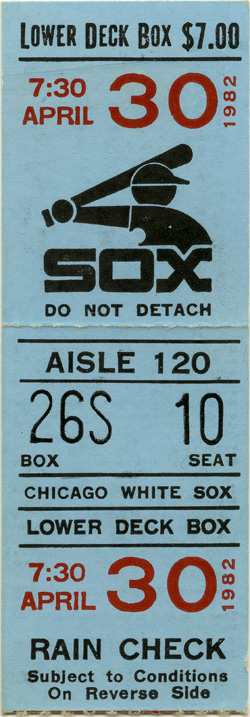 LOWER DECK BOX $7.00
7:30 APRIL 30 1982
SOX
DO NOT DETACH
AISLE 120
26S 10
BOX SEAT
CHICAGO WHITE SOX
LOWER DECK BOX
7:30 APRIL 30 1982
RAIN CHECK
Subject to Conditions
On Reverse Side